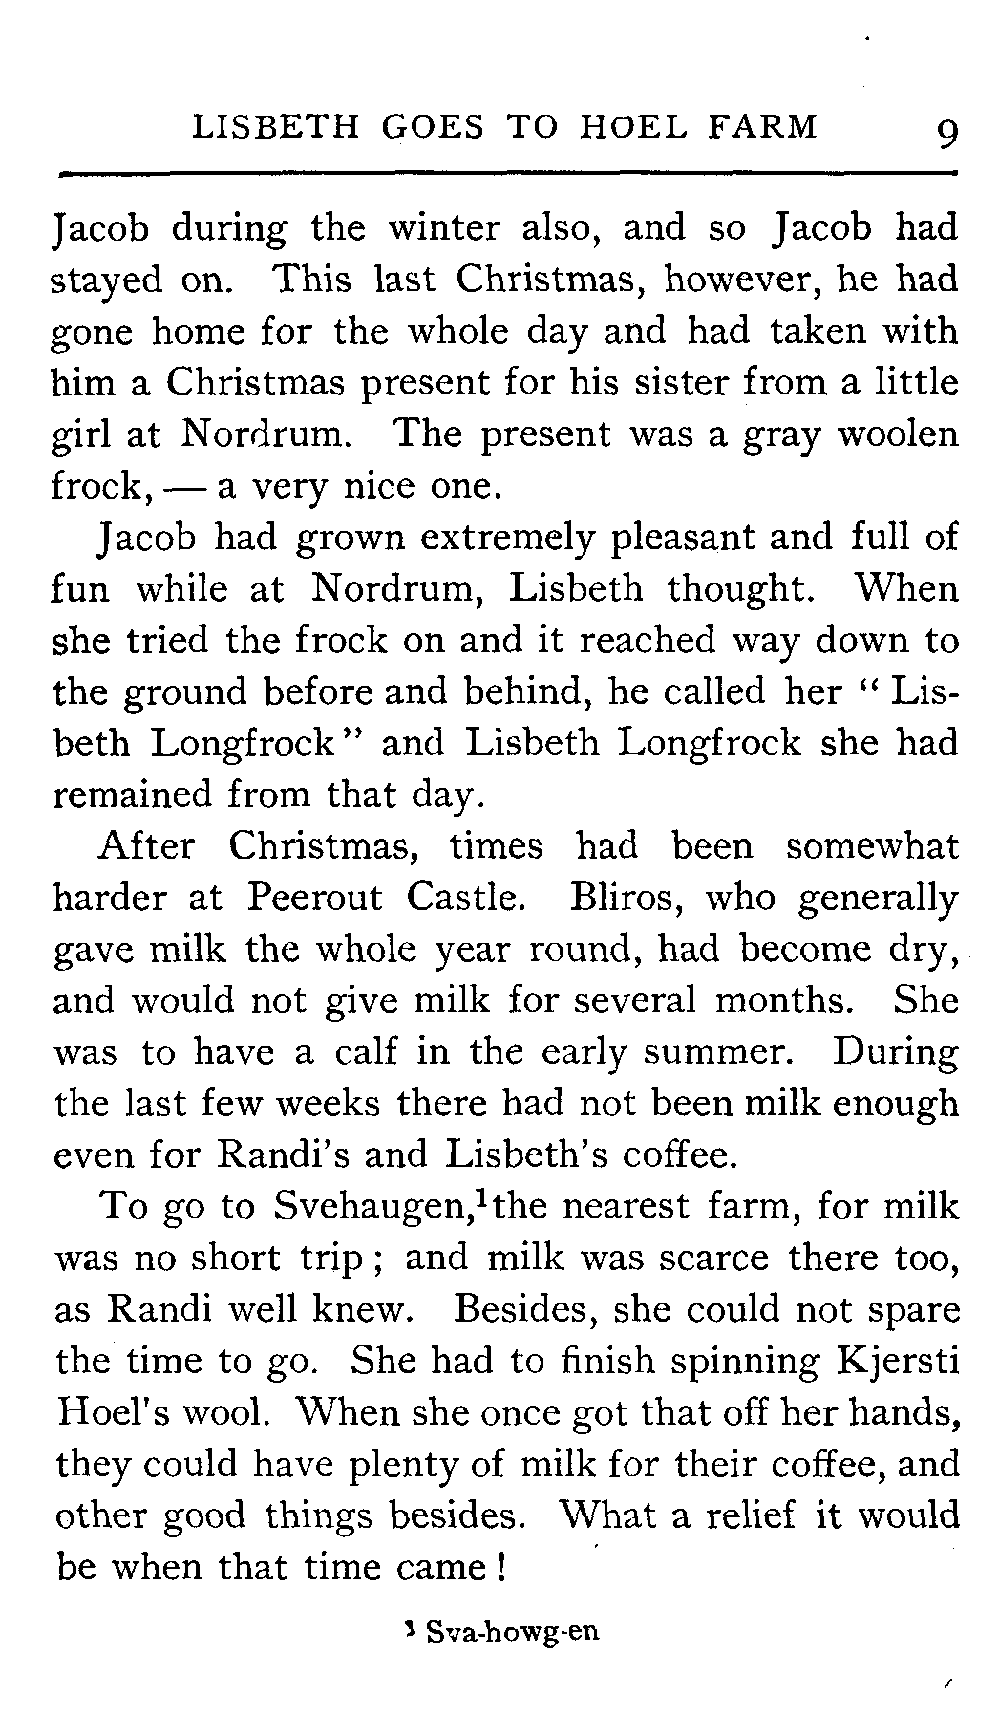 LISBETH GOES TO HOEL FARM 9
Jacob during the winter also, and so Jacob had
stayed on. This last Christmas, however, he had
gone home for the whole day and had taken with
him a Christmas present for his sister from a little
girl at Nordrum. The present was a gray woolen
frock, — a very nice one.
Jacob had grown extremely pleasant and full of
fun while at Nordrum, Lisbeth thought. When
she tried the frock on and it reached way down to
the ground before and behind, he called her “ Lis-
beth Longfrock ” and Lisbeth Longfrock she had
remained from that day.
After Christmas, times had been somewhat
harder at Peerout Castle. Bliros, who generally
gave milk the whole year round, had become dry,
and would not give milk for several months. She
was to have a calf in the early summer. During
the last few weeks there had not been milk enough
even for Randi's and Lisbeth's coffee.
To go to Svehaugen,¹ the nearest farm, for milk
was no short trip ; and milk was scarce there too,
as Randi well knew. Besides, she could not spare
the time to go. She had to finish spinning Kjersti
Hoel's wool. When she once got that off her hands,
they could have plenty of milk for their coffee, and
other good things besides. What a relief it would
be when that time came !
¹ Sva-howg-en